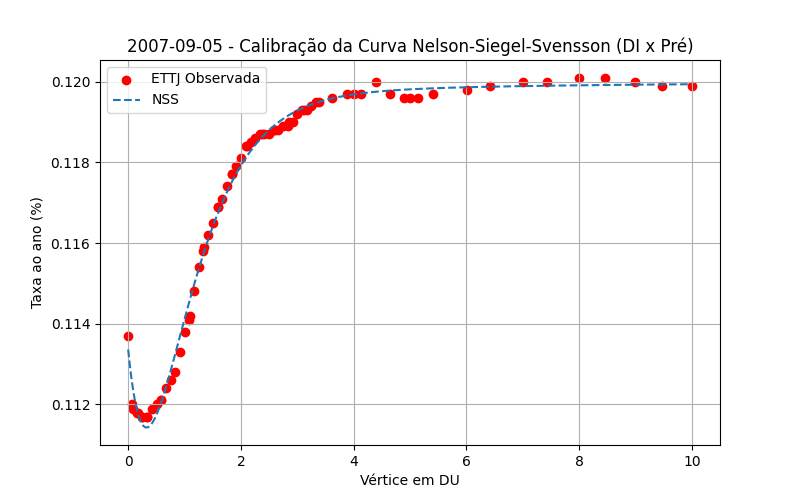 2007-09-05 - Calibração da Curva Nelson-Siegel-Svensson (DI x Pré)
ETTJ Observada
NSS
Taxa ao ano (%)
0.120
0.118
0.116
0.114
0.112
0 2 4 6 8 10
Vértice em DU